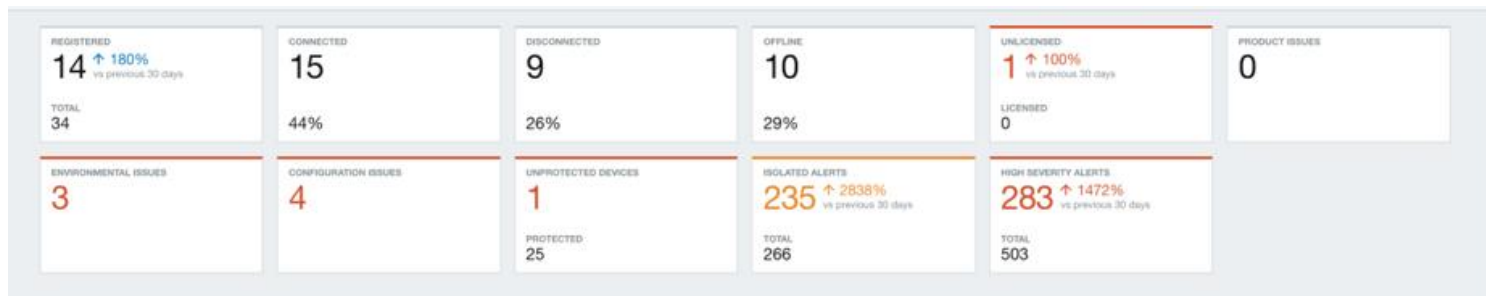 REGISTERED
14 ↑ 180%
vs previous 30 days
TOTAL
34
CONNECTED
15
44%
DISCONNECTED
9
26%
OFFLINE
10
29%
UNLICENSED
1 ↑ 100%
vs previous 30 days
LICENSED
0
PRODUCT ISSUES
0
ENVIRONMENTAL ISSUES
3
CONFIGURATION ISSUES
4
UNPROTECTED DEVICES
1
PROTECTED
25
ISOLATED ALERTS
235 ↑ 2838%
vs previous 30 days
TOTAL
266
HIGH SEVERITY ALERTS
283 ↑ 1472%
vs previous 30 days
TOTAL
503